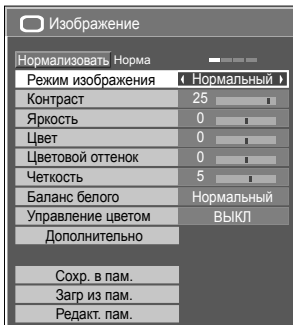 Изображение
Нормализовать Норма
Режим изображения Нормальный
Контраст 25
Яркость 0
Цвет 0
Цветовой оттенок 0
Четкость 5
Баланс белого Нормальный
Управление цветом ВЫКЛ
Дополнительно
Сохр. в пам.
Загр из пам.
Редакт. пам.